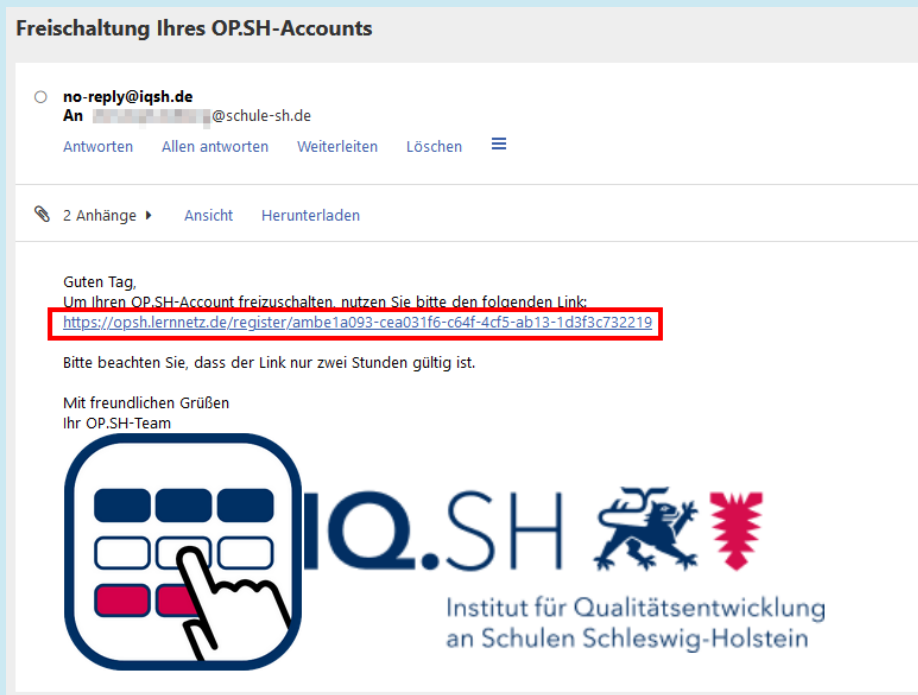 Freischaltung Ihres OP.SH-Accounts
no-reply@iqsh.de
An @schule-sh.de
Antworten Allen antworten Weiterleiten Löschen
2 Anhänge Ansicht Herunterladen
Guten Tag,
Um Ihren OP.SH-Account freizuschalten, nutzen Sie bitte den folgenden Link:
https://opsh.lernnetz.de/register/ambe1a093-cea031f6-c64f-4cf5-ab13-1d3f3c732219
Bitte beachten Sie, dass der Link nur zwei Stunden gültig ist.
Mit freundlichen Grüßen
Ihr OP.SH-Team
IQ.SH
Institut für Qualitätsentwicklung
an Schulen Schleswig-Holstein